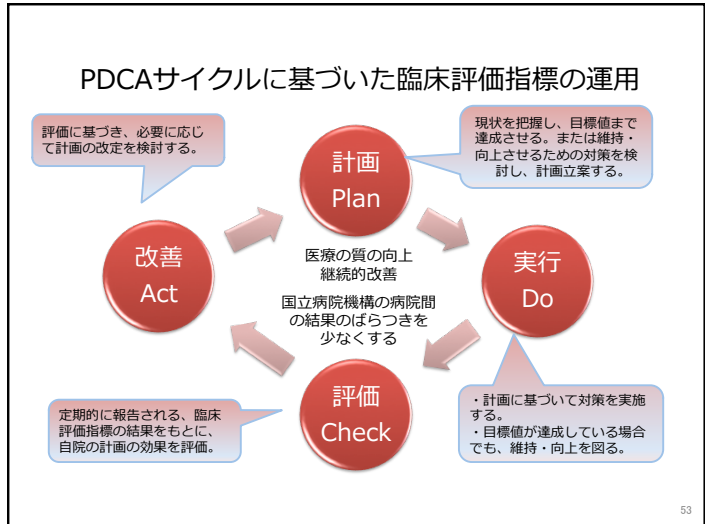 PDCAサイクルに基づいた臨床評価指標の運用
評価に基づき、必要に応じ
て計画の改定を検討する。
計画
Plan
現状を把握し、目標値まで
達成させる。または維持・
向上させるための対策を検
討し、計画立案する。
改善
Act
医療の質の向上
継続的改善
国立病院機構の病院間
の結果のばらつきを
少なくする
実行
Do
定期的に報告される、臨床
評価指標の結果をもとに、
自院の計画の効果を評価。
評価
Check
・計画に基づいて対策を実施
する。
・目標値が達成している場合
でも、維持・向上を図る。
53